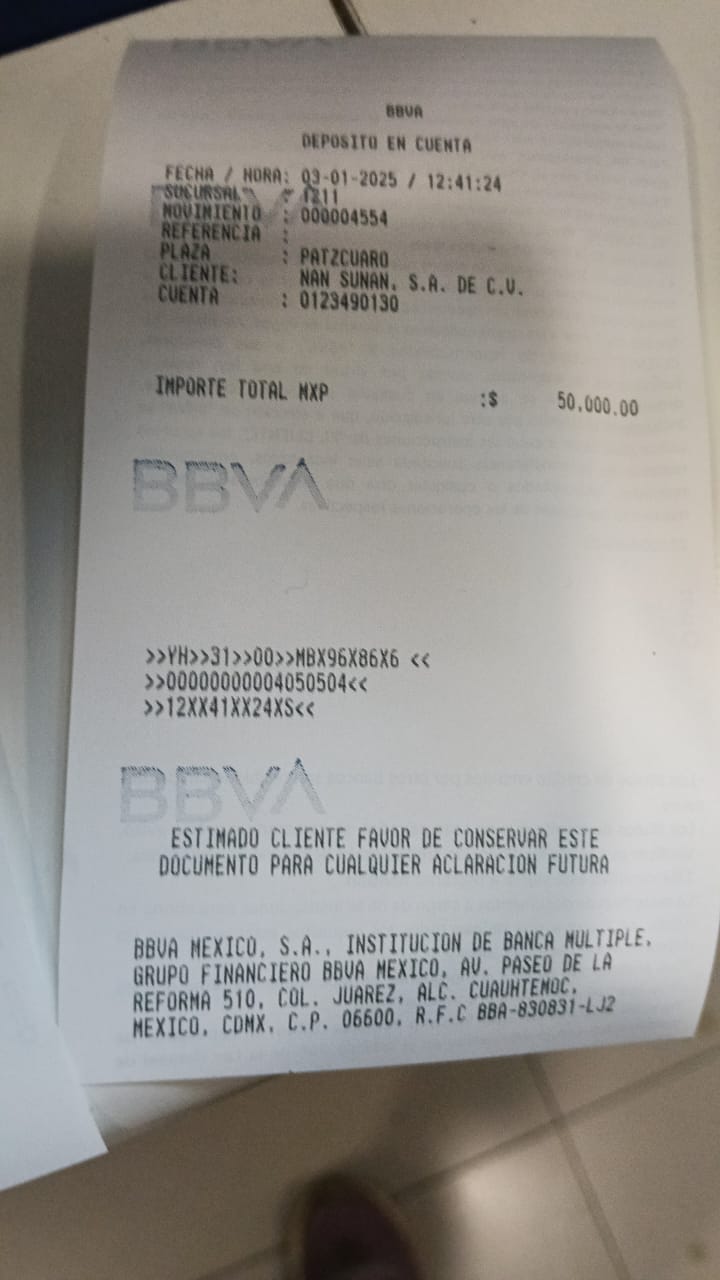 BBVA
DEPOSITO EN CUENTA
FECHA / HORA: 03-01-2025 / 12:41:24
SUCURSAL : 1211
MOVIMIENTO : 000004554
REFERENCIA :
PLAZA : PATZCUARO
CLIENTE: NAN SUNAN, S.A. DE C.V.
CUENTA : 0123490130
IMPORTE TOTAL MXP :$ 50,000.00
BBVA
>>YH>>31>>00>>MBX96X86X6 <<
>>00000000004050504<<
>>12XX41XX24XS<<
BBVA
ESTIMADO CLIENTE FAVOR DE CONSERVAR ESTE
DOCUMENTO PARA CUALQUIER ACLARACION FUTURA
BBVA MEXICO, S.A., INSTITUCION DE BANCA MULTIPLE,
GRUPO FINANCIERO BBVA MEXICO, AV. PASEO DE LA
REFORMA 510, COL. JUAREZ, ALC. CUAUHTEMOC,
MEXICO, CDMX, C.P. 06600, R.F.C BBA-830831-LJ2